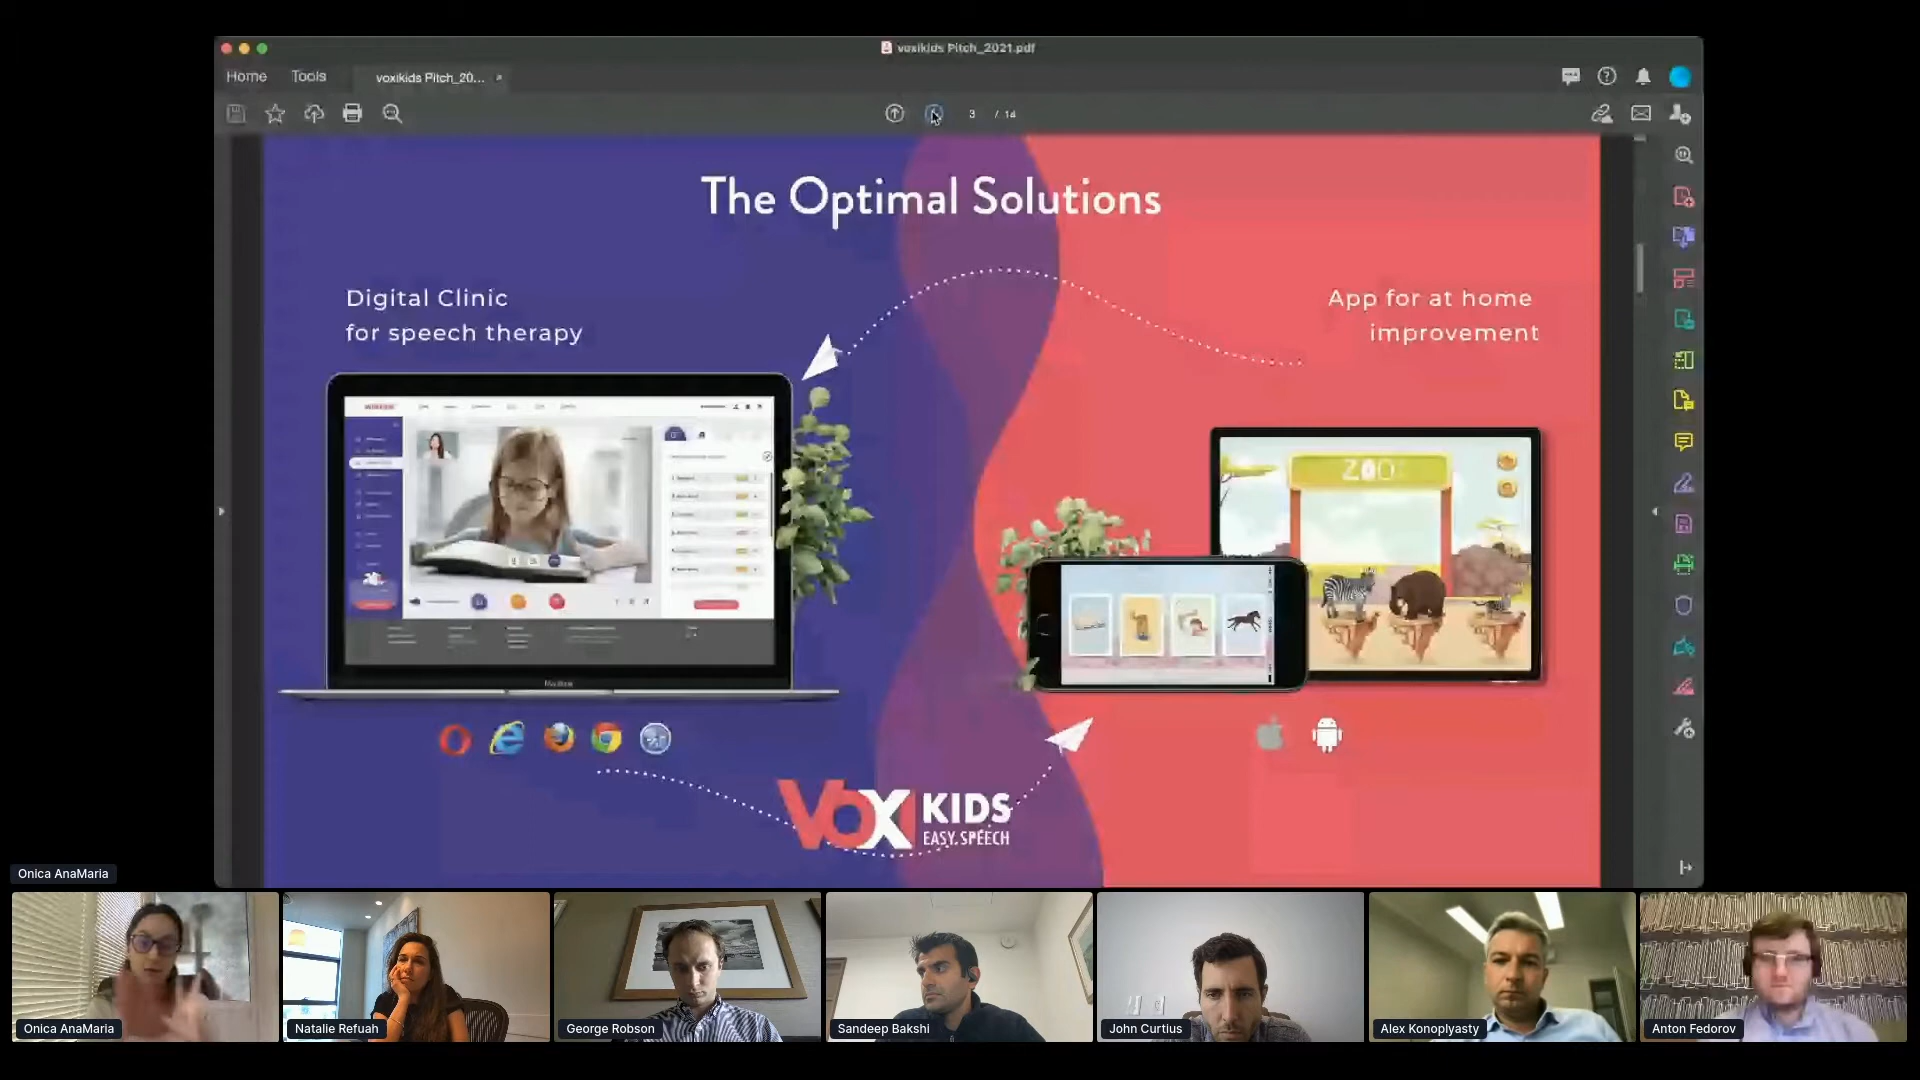 voxikids Pitch_2021.pdf
Home
Tools
voxikids Pitch_20...
3 / 14
The Optimal Solutions
Digital Clinic
for speech therapy
App for at home
improvement
ZOO
VOX KIDS
EASY.SPEECH
Onica AnaMaria
Onica AnaMaria
Natalie Refuah
George Robson
Sandeep Bakshi
John Curtius
Alex Konoplyasty
Anton Fedorov